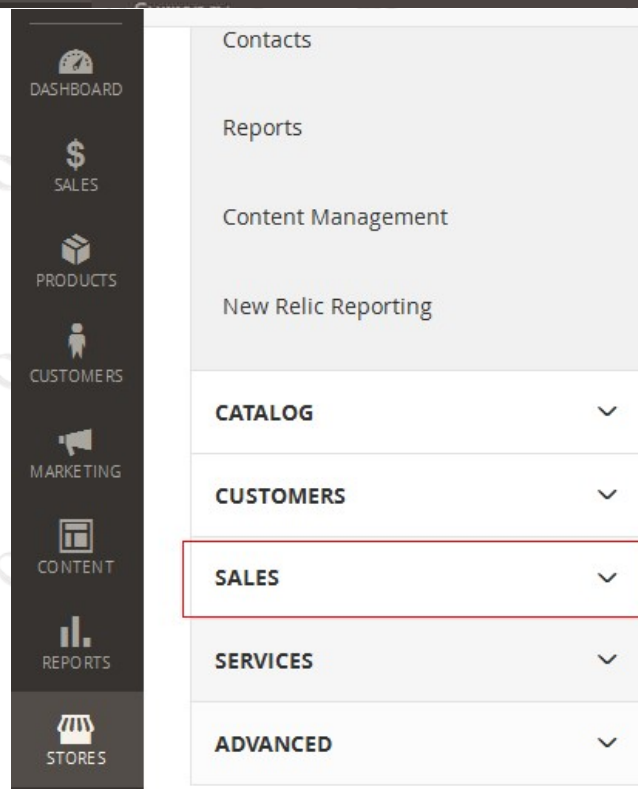 DASHBOARD
SALES
PRODUCTS
CUSTOMERS
MARKETING
CONTENT
REPORTS
STORES
Contacts
Reports
Content Management
New Relic Reporting
CATALOG
CUSTOMERS
SALES
SERVICES
ADVANCED